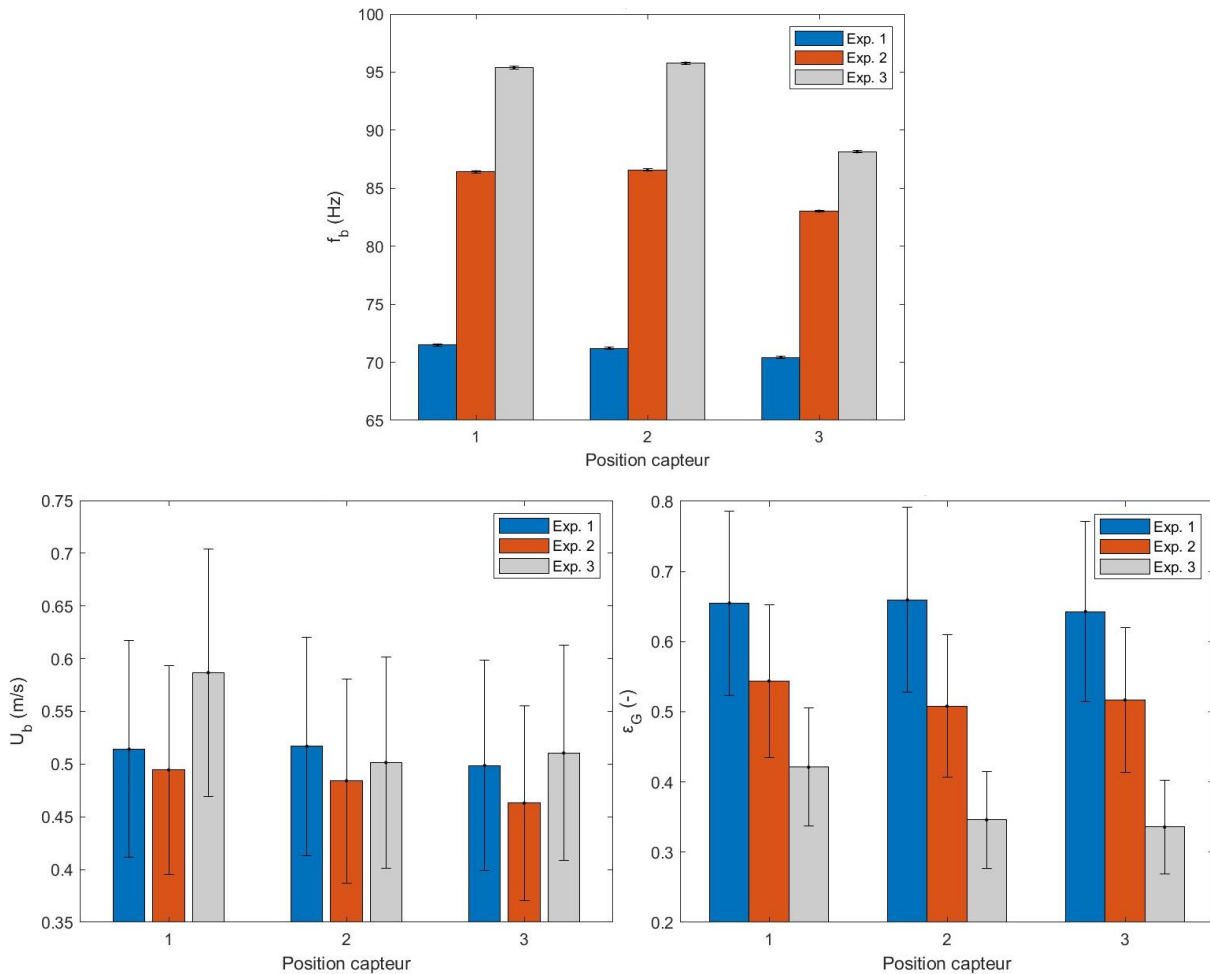 100
95
90
85
80
75
70
65
f_b (Hz)
Exp. 1
Exp. 2
Exp. 3
1 2 3
Position capteur
0.75
0.7
0.65
0.6
0.55
0.5
0.45
0.4
0.35
U_b (m/s)
Exp. 1
Exp. 2
Exp. 3
1 2 3
Position capteur
0.8
0.7
0.6
0.5
0.4
0.3
0.2
ε_G (-)
Exp. 1
Exp. 2
Exp. 3
1 2 3
Position capteur